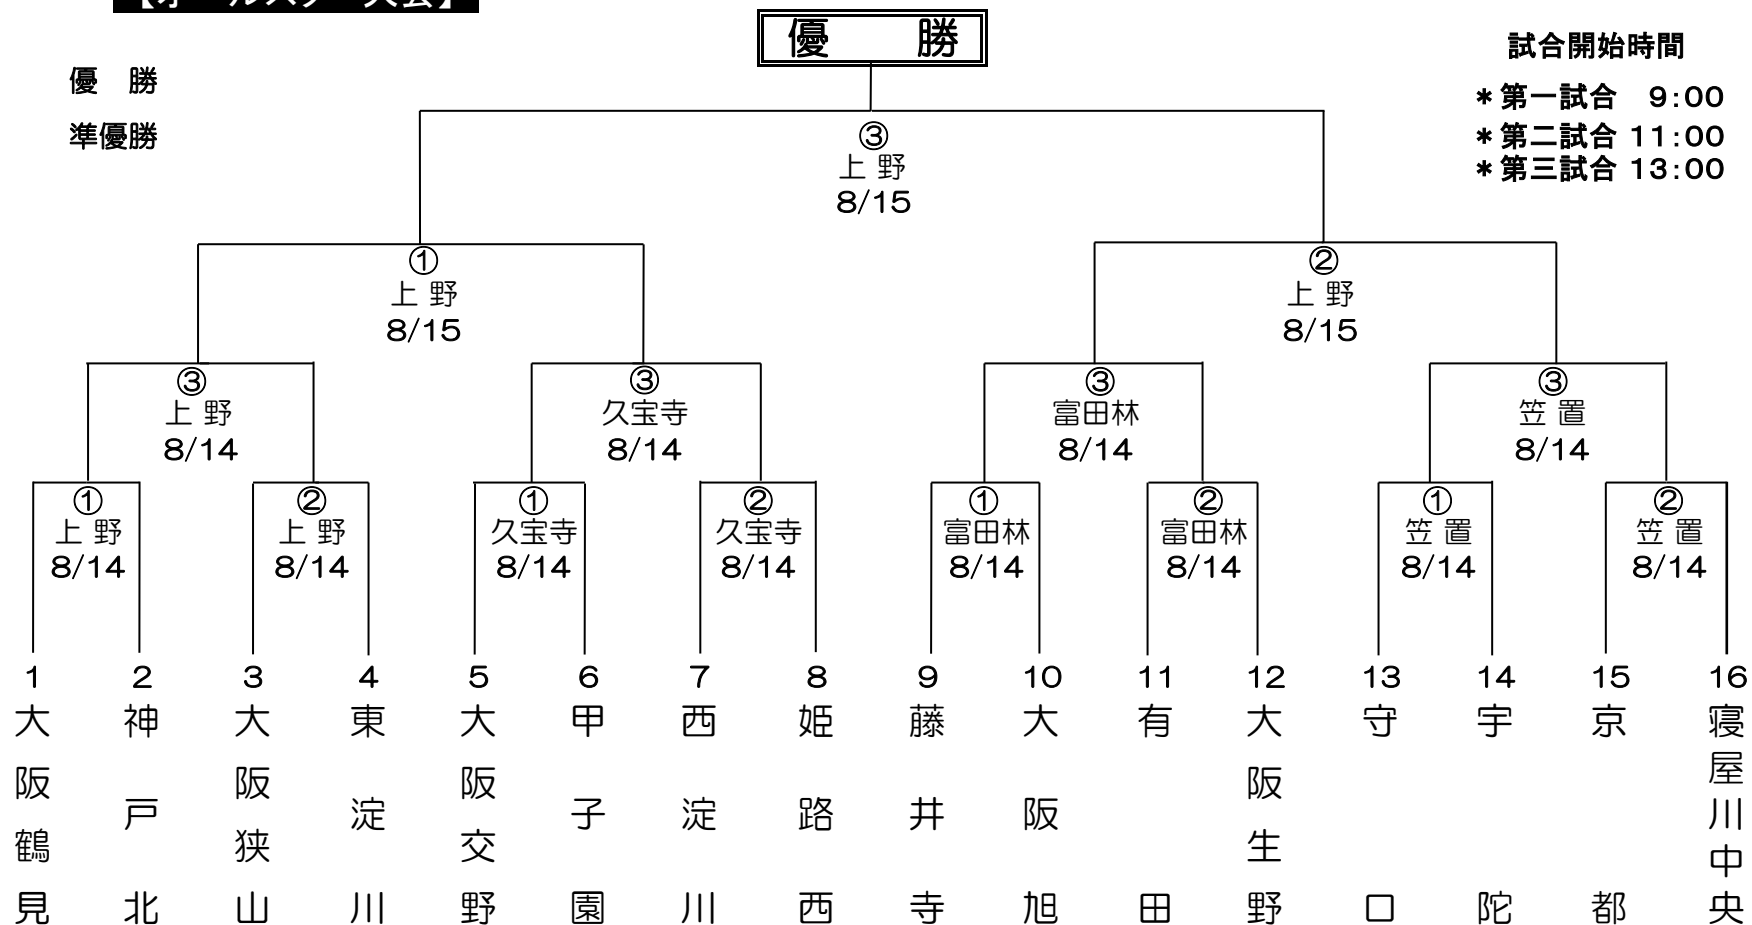 【オールスター大会】
優　勝
試合開始時間
優　勝
＊第一試合　9:00
準優勝
＊第二試合 11:00
＊第三試合 13:00
③
上 野
8/15
①
上 野
8/15
②
上 野
8/15
③
上 野
8/14
③
久宝寺
8/14
③
富田林
8/14
③
笠 置
8/14
①
上 野
8/14
②
上 野
8/14
①
久宝寺
8/14
②
久宝寺
8/14
①
富田林
8/14
②
富田林
8/14
①
笠 置
8/14
②
笠 置
8/14
1
大阪鶴見
2
神戸北
3
大阪狭山
4
東淀川
5
大阪交野
6
甲子園
7
西淀川
8
姫路西
9
藤井寺
10
大阪旭
11
有田
12
大阪生野
13
守口
14
宇陀
15
京都
16
寝屋川中央